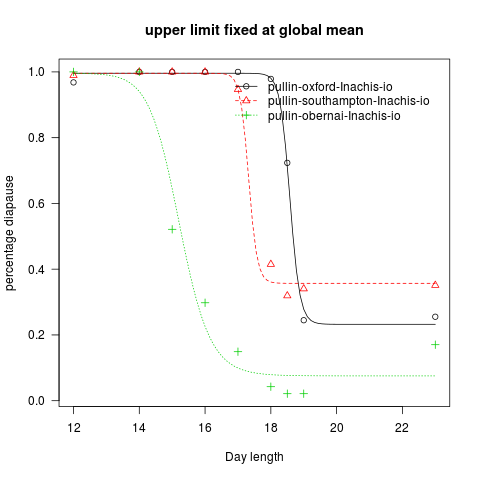 upper limit fixed at global mean
pullin-oxford-Inachis-io
pullin-southampton-Inachis-io
pullin-obernai-Inachis-io
percentage diapause
1.0
0.8
0.6
0.4
0.2
0.0
12 14 16 18 20 22
Day length